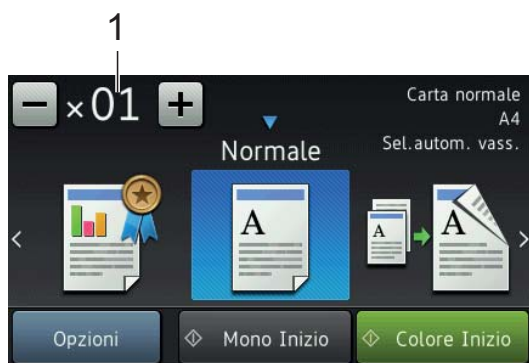 1
×01
Carta normale
A4
Sel.autom. vass.
Normale
A
A
A
Opzioni
Mono Inizio
Colore Inizio